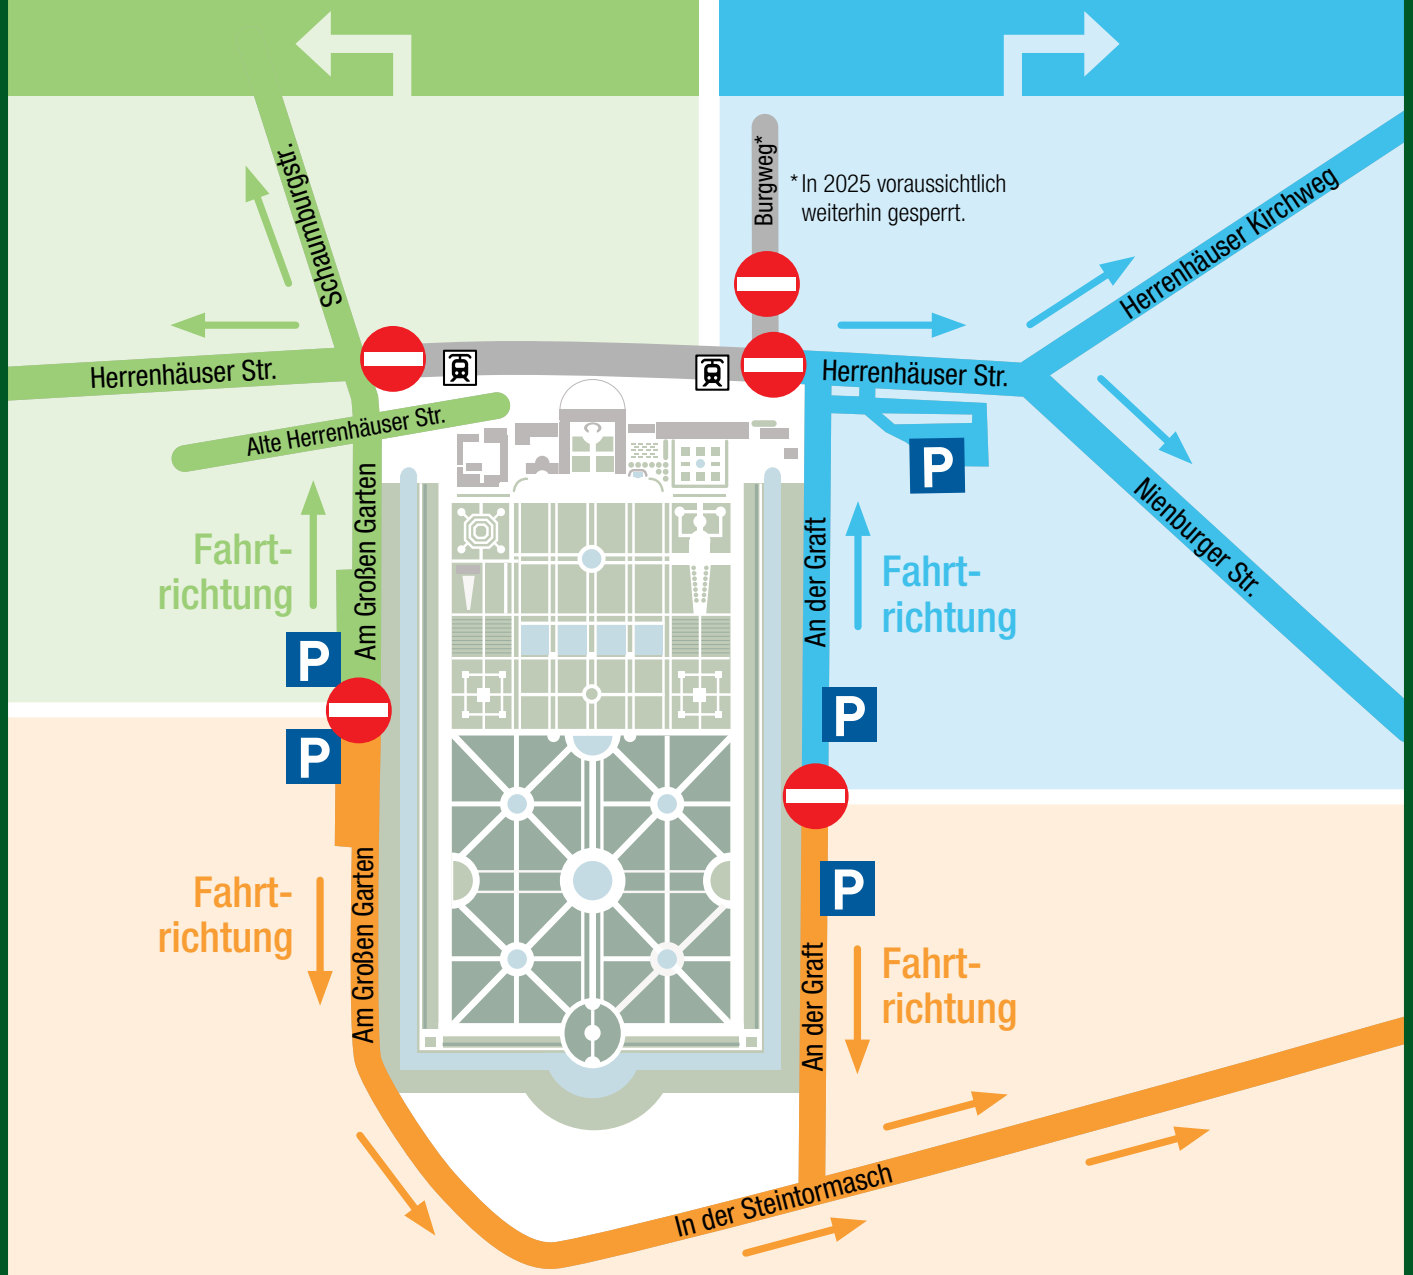 Burgweg*
* In 2025 voraussichtlich
weiterhin gesperrt.
Schaumburgstr.
Herrenhäuser Kirchweg
Herrenhäuser Str.
Herrenhäuser Str.
Alte Herrenhäuser Str.
P
Nienburger Str.
Am Großen Garten
Fahrt-
richtung
An der Graft
Fahrt-
richtung
P
P
P
P
Am Großen Garten
Fahrt-
richtung
An der Graft
Fahrt-
richtung
In der Steintormasch